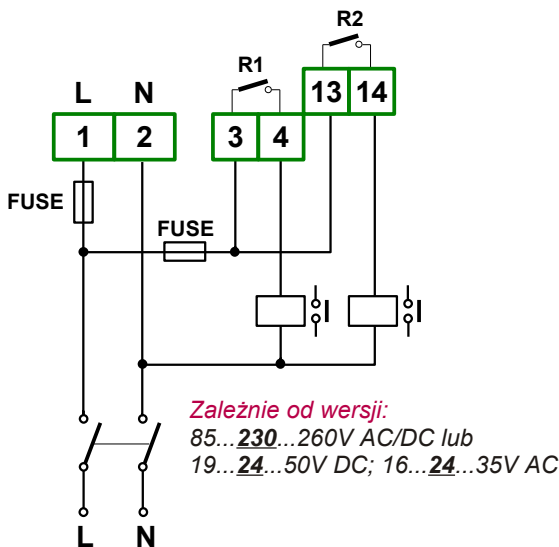 R2
R1
L N
13 14
1 2
3 4
FUSE
FUSE
Zależnie od wersji:
85...230...260V AC/DC lub
19...24...50V DC; 16...24...35V AC
L N